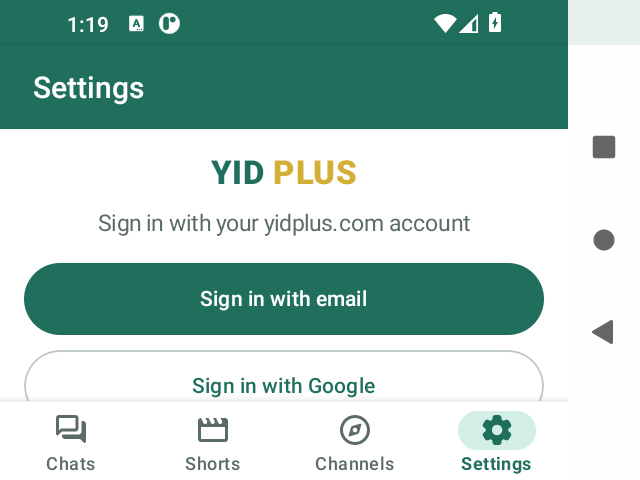 1:19
Settings
YID PLUS
Sign in with your yidplus.com account
Sign in with email
Sign in with Google
Chats
Shorts
Channels
Settings